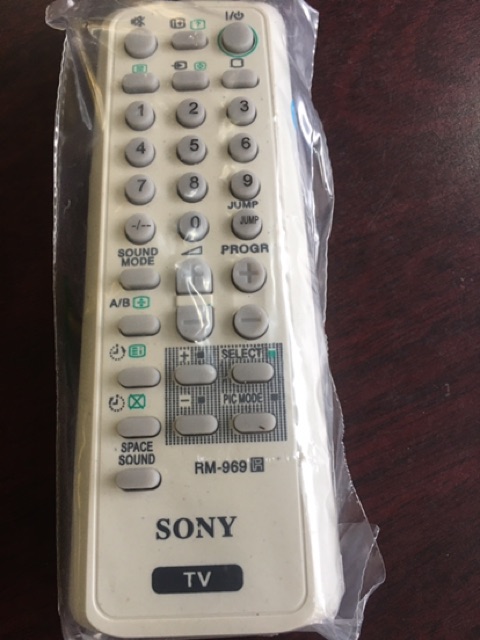 I/
1 2 3
4 5 6
7 8 9
JUMP
-/-- 0 JUMP
SOUND MODE
PROGR
+ +
A/B
- -
i
+ SELECT
- PIC MODE
SPACE SOUND
RM-969
SONY
TV